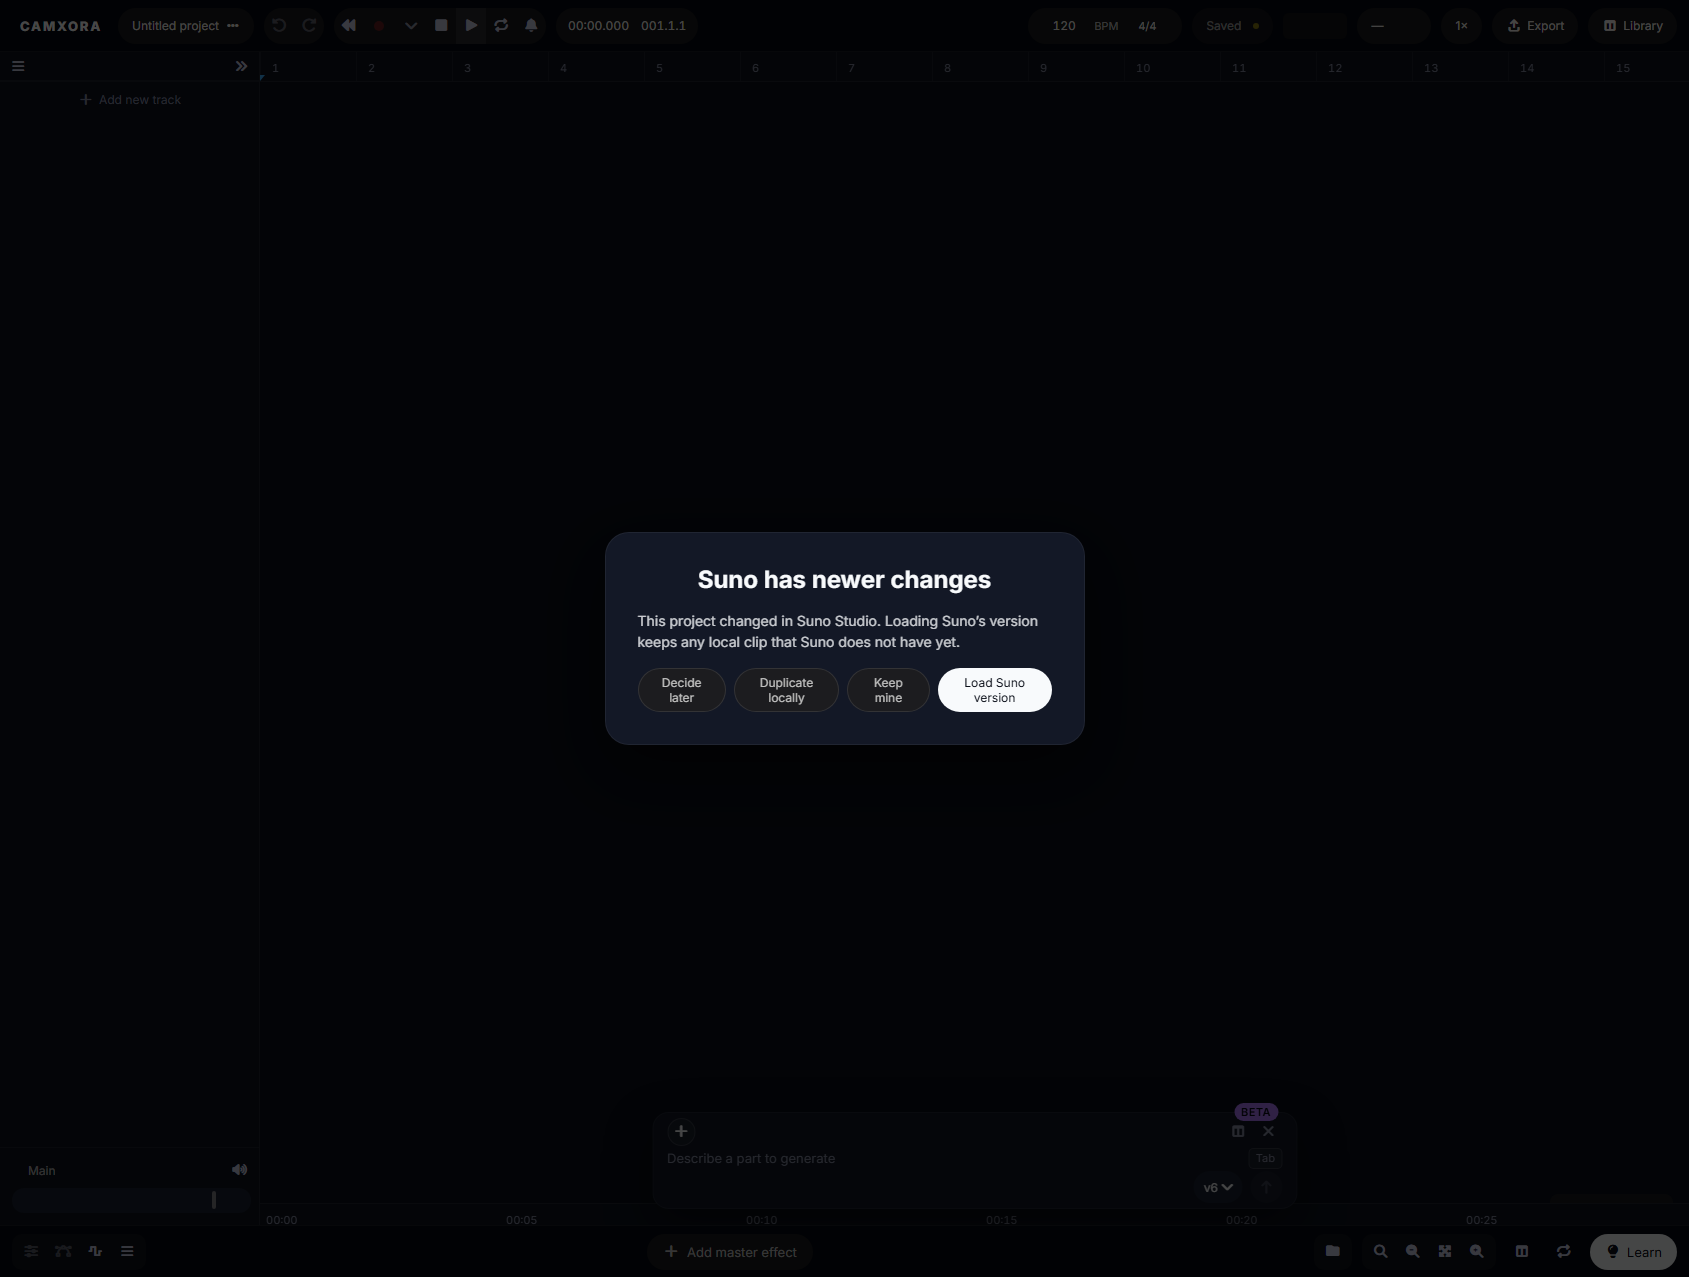 CAMXORA
Untitled project
00:00.000 001.1.1
120 BPM 4/4
Saved
1×
Export
Library
1 2 3 4 5 6 7 8 9 10 11 12 13 14 15
Add new track
Suno has newer changes
This project changed in Suno Studio. Loading Suno’s version
keeps any local clip that Suno does not have yet.
Decide
later
Duplicate
locally
Keep
mine
Load Suno
version
BETA
Describe a part to generate
Tab
v6
Main
00:00 00:05 00:10 00:15 00:20 00:25
Add master effect
Learn